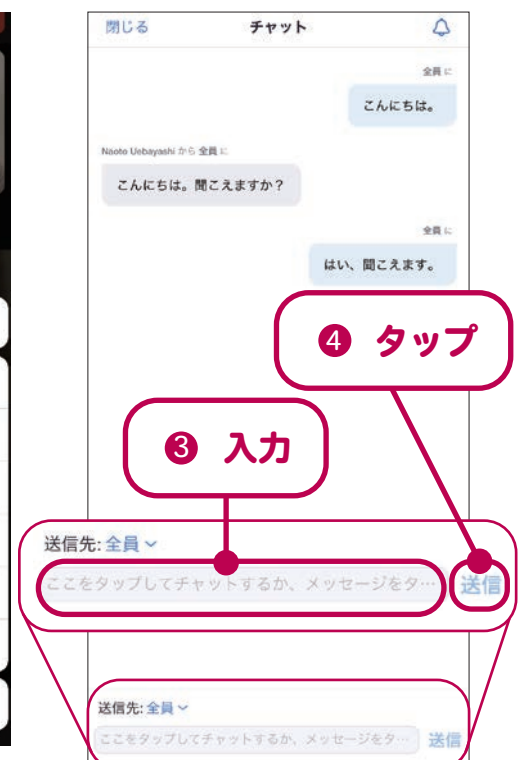 閉じる チャット
全員 に
こんにちは。
Naoto Uebayashi から 全員 に
こんにちは。聞こえますか？
全員 に
はい、聞こえます。
❹ タップ
❸ 入力
送信先: 全員
ここをタップしてチャットするか、メッセージをタ… 送信
送信先: 全員
ここをタップしてチャットするか、メッセージをタ… 送信